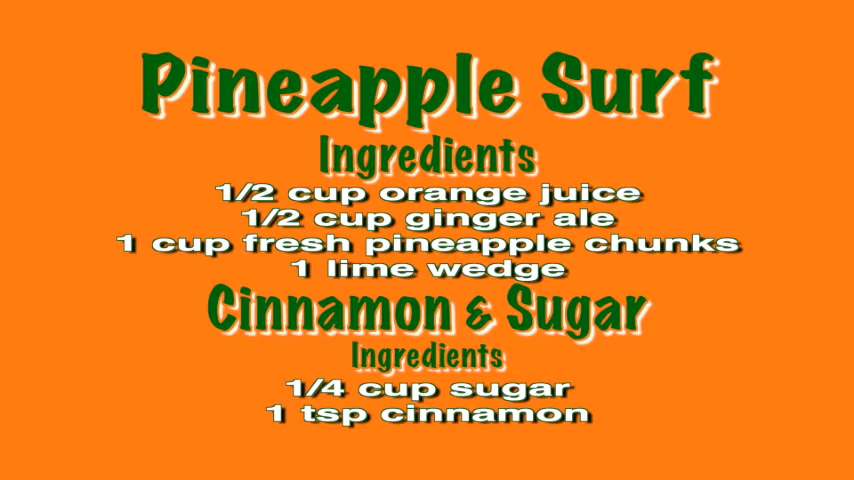 Pineapple Surf
Ingredients
1/2 cup orange juice
1/2 cup ginger ale
1 cup fresh pineapple chunks
1 lime wedge
Cinnamon & Sugar
Ingredients
1/4 cup sugar
1 tsp cinnamon